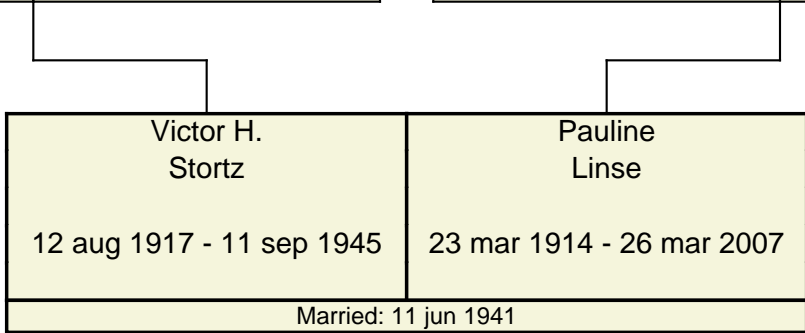 Victor H.
Stortz
12 aug 1917 - 11 sep 1945
Pauline
Linse
23 mar 1914 - 26 mar 2007
Married: 11 jun 1941